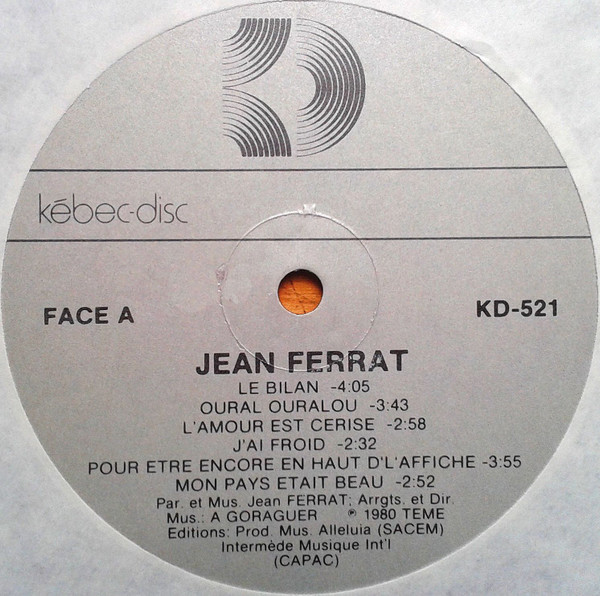 kébec-disc
FACE A
KD-521
JEAN FERRAT
LE BILAN -4:05
OURAL OURALOU -3:43
L'AMOUR EST CERISE -2:58
J'AI FROID -2:32
POUR ETRE ENCORE EN HAUT D'L'AFFICHE -3:55
MON PAYS ETAIT BEAU -2:52
Par. et Mus. Jean FERRAT; Arrgts. et Dir.
Mus.: A GORAGUER ℗ 1980 TEME
Editions: Prod. Mus. Alleluia (SACEM)
Intermède Musique Int'l
(CAPAC)